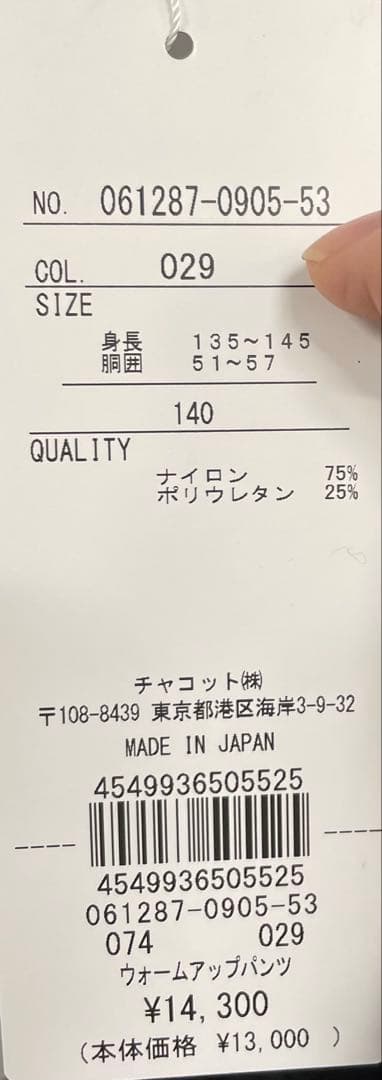 NO. 061287-0905-53
COL. 029
SIZE
身長 135~145
胴囲 51~57
140
QUALITY
ナイロン 75%
ポリウレタン 25%
チャコット㈱
〒108-8439 東京都港区海岸3-9-32
MADE IN JAPAN
4549936505525
4549936505525
061287-0905-53
074 029
ウォームアップパンツ
¥14,300
(本体価格 ¥13,000 )